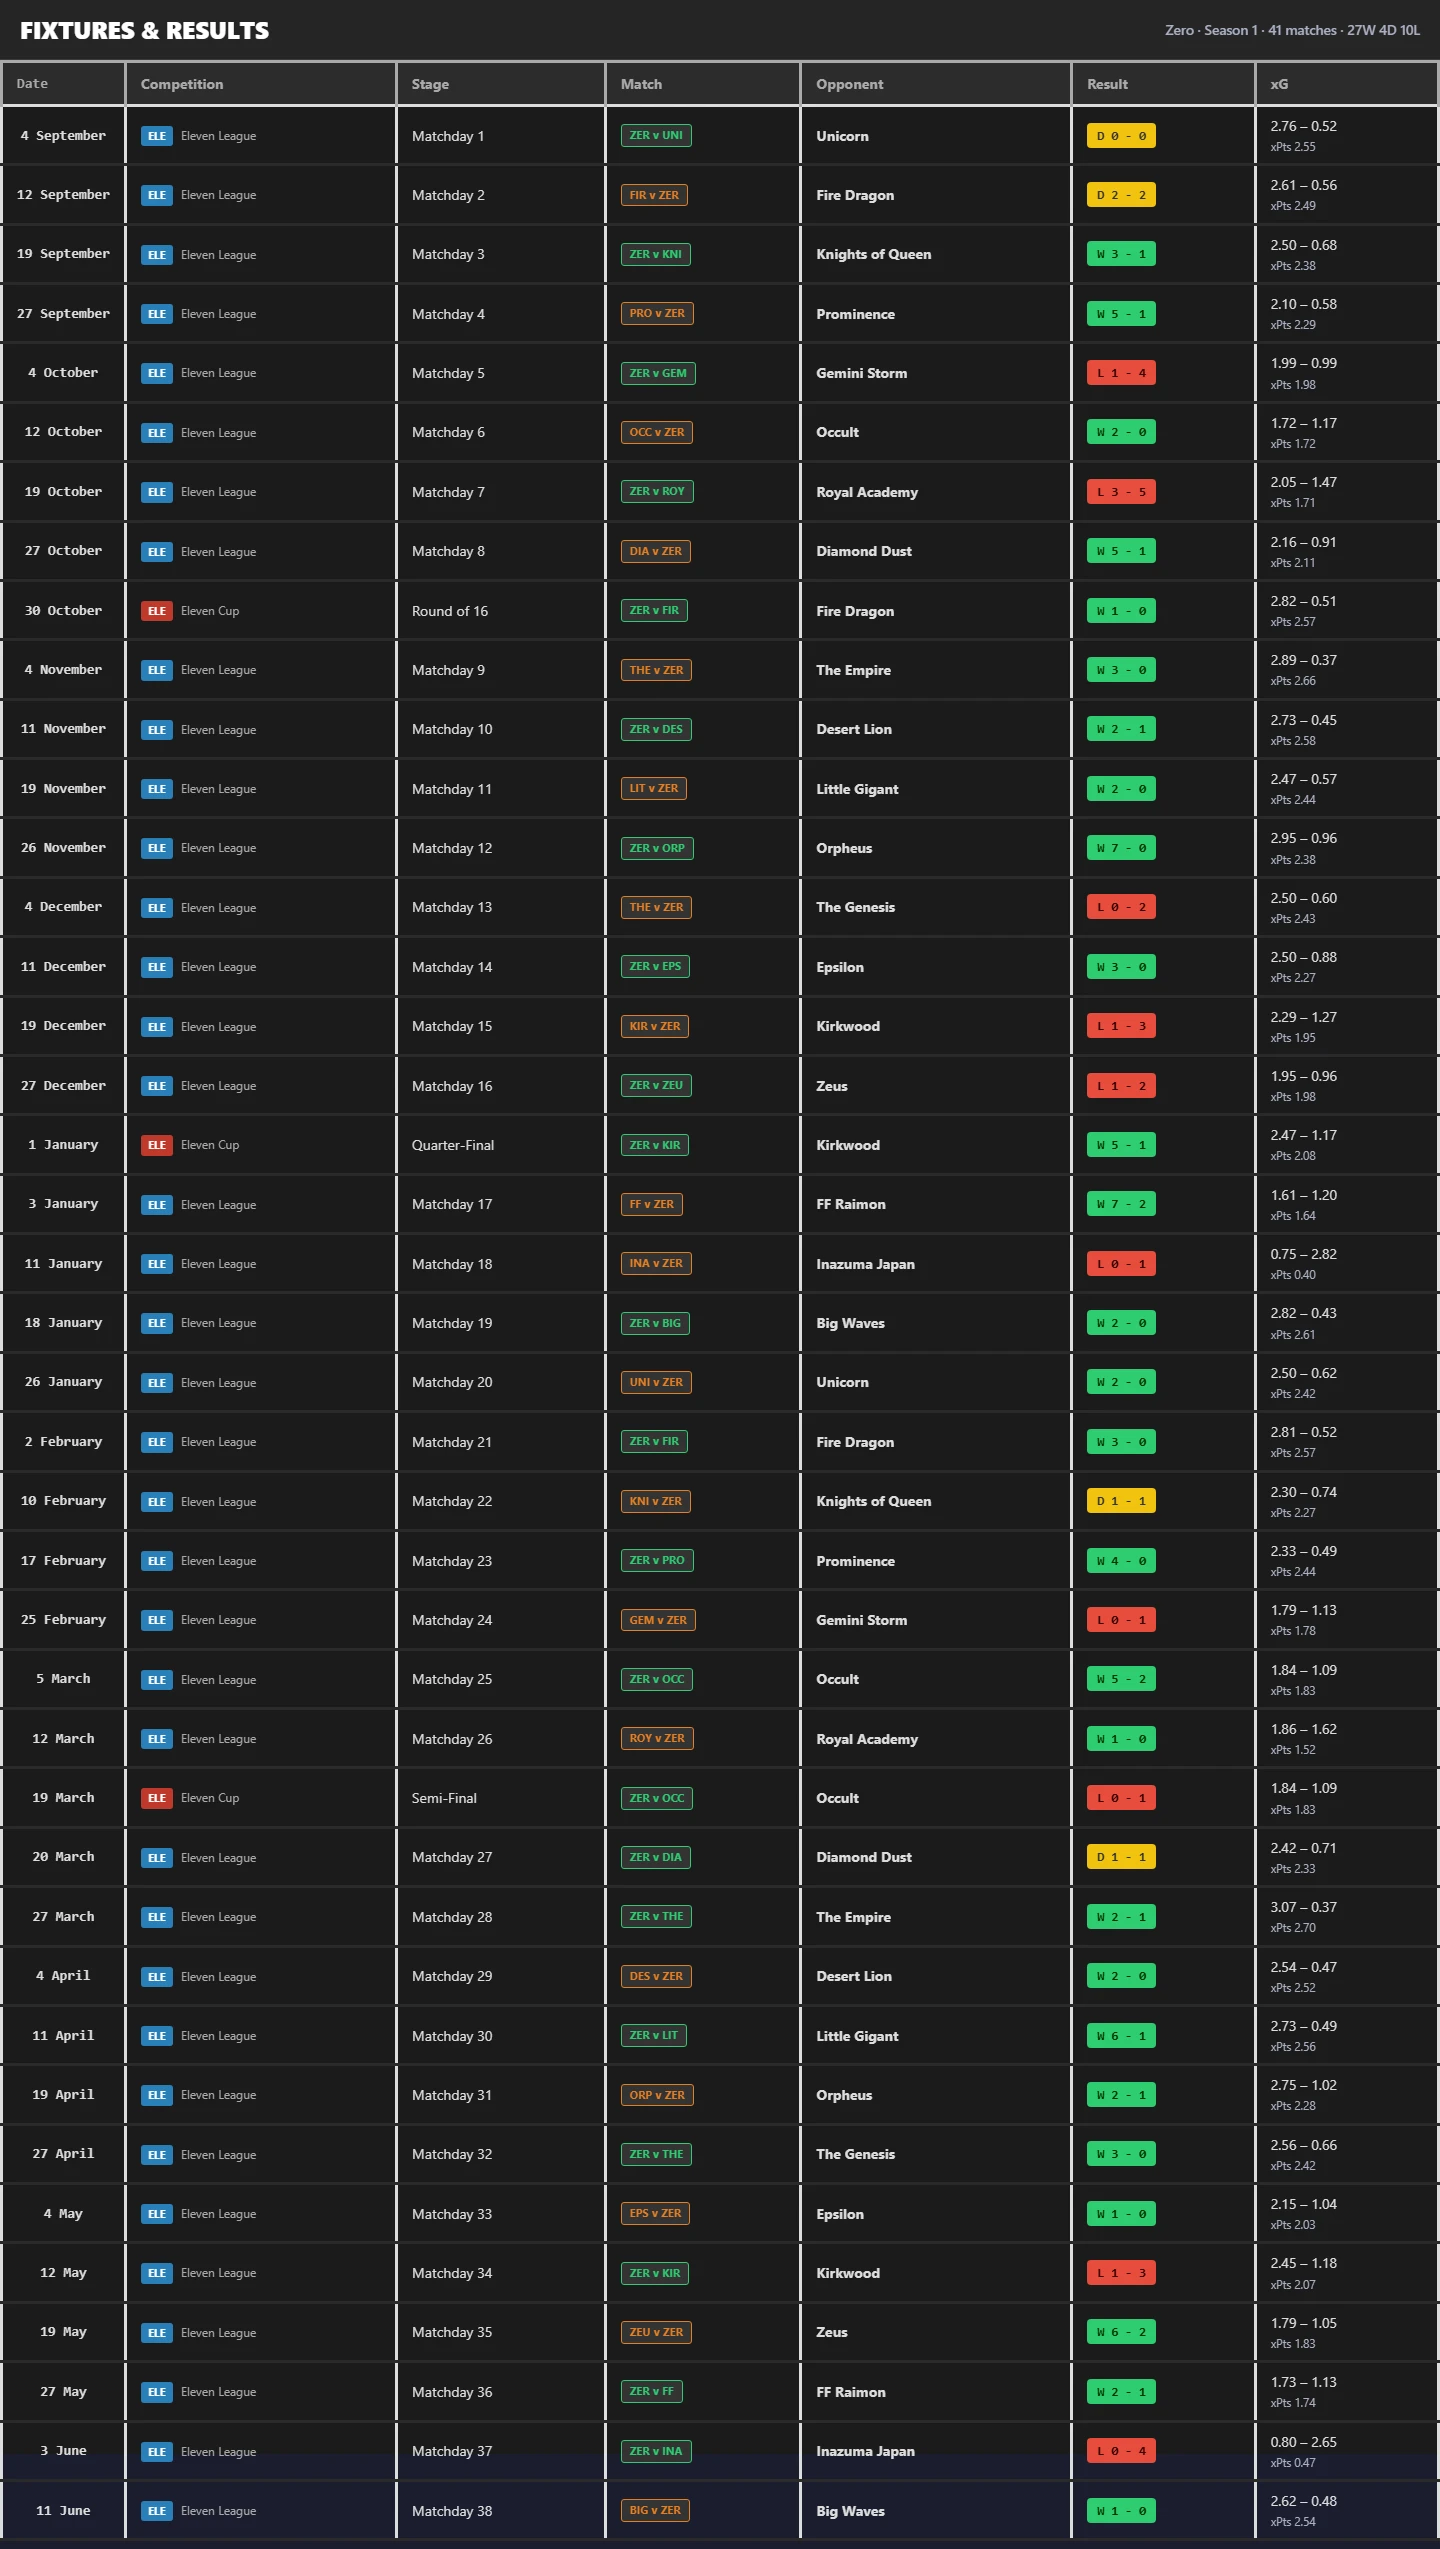 FIXTURES & RESULTS
Zero · Season 1 · 41 matches · 27W 4D 10L
Date Competition Stage Match Opponent Result xG
4 September ELE Eleven League Matchday 1 ZER v UNI Unicorn D 0 - 0 2.76 – 0.52
xPts 2.55
12 September ELE Eleven League Matchday 2 FIR v ZER Fire Dragon D 2 - 2 2.61 – 0.56
xPts 2.49
19 September ELE Eleven League Matchday 3 ZER v KNI Knights of Queen W 3 - 1 2.50 – 0.68
xPts 2.38
27 September ELE Eleven League Matchday 4 PRO v ZER Prominence W 5 - 1 2.10 – 0.58
xPts 2.29
4 October ELE Eleven League Matchday 5 ZER v GEM Gemini Storm L 1 - 4 1.99 – 0.99
xPts 1.98
12 October ELE Eleven League Matchday 6 OCC v ZER Occult W 2 - 0 1.72 – 1.17
xPts 1.72
19 October ELE Eleven League Matchday 7 ZER v ROY Royal Academy L 3 - 5 2.05 – 1.47
xPts 1.71
27 October ELE Eleven League Matchday 8 DIA v ZER Diamond Dust W 5 - 1 2.16 – 0.91
xPts 2.11
30 October ELE Eleven Cup Round of 16 ZER v FIR Fire Dragon W 1 - 0 2.82 – 0.51
xPts 2.57
4 November ELE Eleven League Matchday 9 THE v ZER The Empire W 3 - 0 2.89 – 0.37
xPts 2.66
11 November ELE Eleven League Matchday 10 ZER v DES Desert Lion W 2 - 1 2.73 – 0.45
xPts 2.58
19 November ELE Eleven League Matchday 11 LIT v ZER Little Gigant W 2 - 0 2.47 – 0.57
xPts 2.44
26 November ELE Eleven League Matchday 12 ZER v ORP Orpheus W 7 - 0 2.95 – 0.96
xPts 2.38
4 December ELE Eleven League Matchday 13 THE v ZER The Genesis L 0 - 2 2.50 – 0.60
xPts 2.43
11 December ELE Eleven League Matchday 14 ZER v EPS Epsilon W 3 - 0 2.50 – 0.88
xPts 2.27
19 December ELE Eleven League Matchday 15 KIR v ZER Kirkwood L 1 - 3 2.29 – 1.27
xPts 1.95
27 December ELE Eleven League Matchday 16 ZER v ZEU Zeus L 1 - 2 1.95 – 0.96
xPts 1.98
1 January ELE Eleven Cup Quarter-Final ZER v KIR Kirkwood W 5 - 1 2.47 – 1.17
xPts 2.08
3 January ELE Eleven League Matchday 17 FF v ZER FF Raimon W 7 - 2 1.61 – 1.20
xPts 1.64
11 January ELE Eleven League Matchday 18 INA v ZER Inazuma Japan L 0 - 1 0.75 – 2.82
xPts 0.40
18 January ELE Eleven League Matchday 19 ZER v BIG Big Waves W 2 - 0 2.82 – 0.43
xPts 2.61
26 January ELE Eleven League Matchday 20 UNI v ZER Unicorn W 2 - 0 2.50 – 0.62
xPts 2.42
2 February ELE Eleven League Matchday 21 ZER v FIR Fire Dragon W 3 - 0 2.81 – 0.52
xPts 2.57
10 February ELE Eleven League Matchday 22 KNI v ZER Knights of Queen D 1 - 1 2.30 – 0.74
xPts 2.27
17 February ELE Eleven League Matchday 23 ZER v PRO Prominence W 4 - 0 2.33 – 0.49
xPts 2.44
25 February ELE Eleven League Matchday 24 GEM v ZER Gemini Storm L 0 - 1 1.79 – 1.13
xPts 1.78
5 March ELE Eleven League Matchday 25 ZER v OCC Occult W 5 - 2 1.84 – 1.09
xPts 1.83
12 March ELE Eleven League Matchday 26 ROY v ZER Royal Academy W 1 - 0 1.86 – 1.62
xPts 1.52
19 March ELE Eleven Cup Semi-Final ZER v OCC Occult L 0 - 1 1.84 – 1.09
xPts 1.83
20 March ELE Eleven League Matchday 27 ZER v DIA Diamond Dust D 1 - 1 2.42 – 0.71
xPts 2.33
27 March ELE Eleven League Matchday 28 ZER v THE The Empire W 2 - 1 3.07 – 0.37
xPts 2.70
4 April ELE Eleven League Matchday 29 DES v ZER Desert Lion W 2 - 0 2.54 – 0.47
xPts 2.52
11 April ELE Eleven League Matchday 30 ZER v LIT Little Gigant W 6 - 1 2.73 – 0.49
xPts 2.56
19 April ELE Eleven League Matchday 31 ORP v ZER Orpheus W 2 - 1 2.75 – 1.02
xPts 2.28
27 April ELE Eleven League Matchday 32 ZER v THE The Genesis W 3 - 0 2.56 – 0.66
xPts 2.42
4 May ELE Eleven League Matchday 33 EPS v ZER Epsilon W 1 - 0 2.15 – 1.04
xPts 2.03
12 May ELE Eleven League Matchday 34 ZER v KIR Kirkwood L 1 - 3 2.45 – 1.18
xPts 2.07
19 May ELE Eleven League Matchday 35 ZEU v ZER Zeus W 6 - 2 1.79 – 1.05
xPts 1.83
27 May ELE Eleven League Matchday 36 ZER v FF FF Raimon W 2 - 1 1.73 – 1.13
xPts 1.74
3 June ELE Eleven League Matchday 37 ZER v INA Inazuma Japan L 0 - 4 0.80 – 2.65
xPts 0.47
11 June ELE Eleven League Matchday 38 BIG v ZER Big Waves W 1 - 0 2.62 – 0.48
xPts 2.54